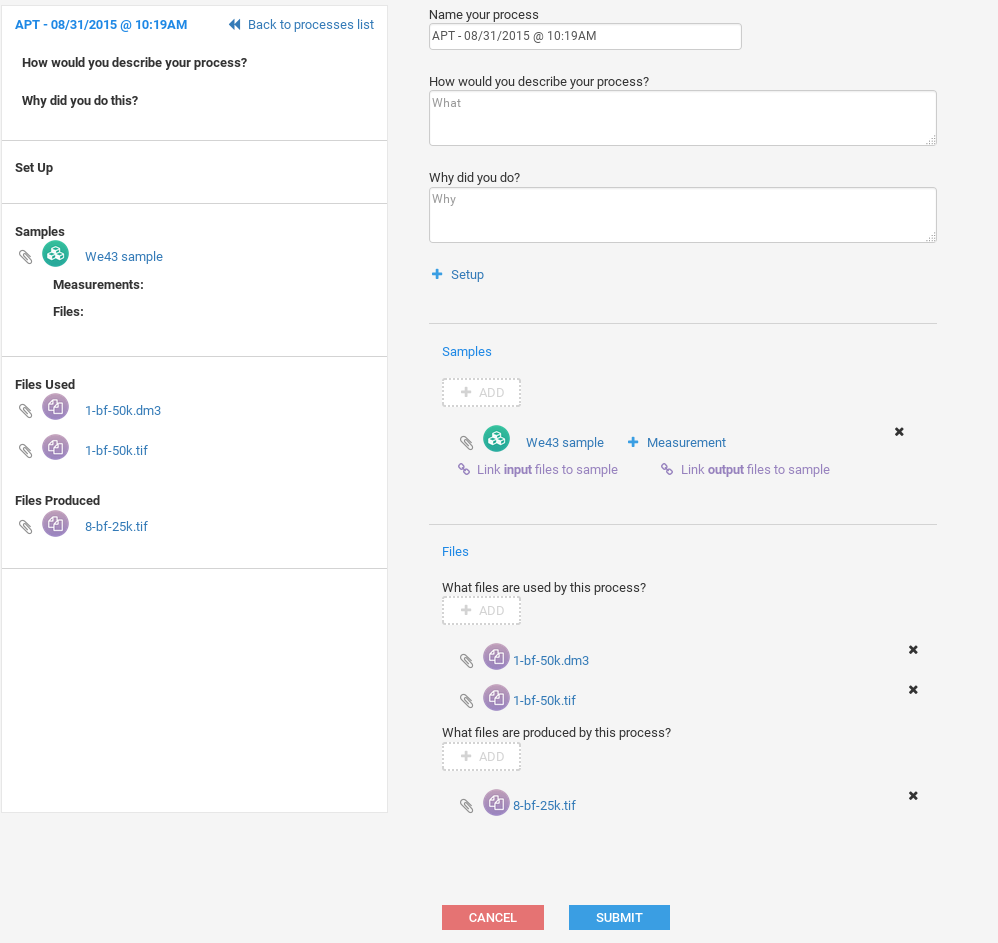 APT - 08/31/2015 @ 10:19AM
Back to processes list
How would you describe your process?
Why did you do this?
Set Up
Samples
We43 sample
Measurements:
Files:
Files Used
1-bf-50k.dm3
1-bf-50k.tif
Files Produced
8-bf-25k.tif
Name your process
APT - 08/31/2015 @ 10:19AM
How would you describe your process?
What
Why did you do?
Why
Setup
Samples
ADD
We43 sample Measurement
Link input files to sample Link output files to sample
Files
What files are used by this process?
ADD
1-bf-50k.dm3
1-bf-50k.tif
What files are produced by this process?
ADD
8-bf-25k.tif
CANCEL SUBMIT